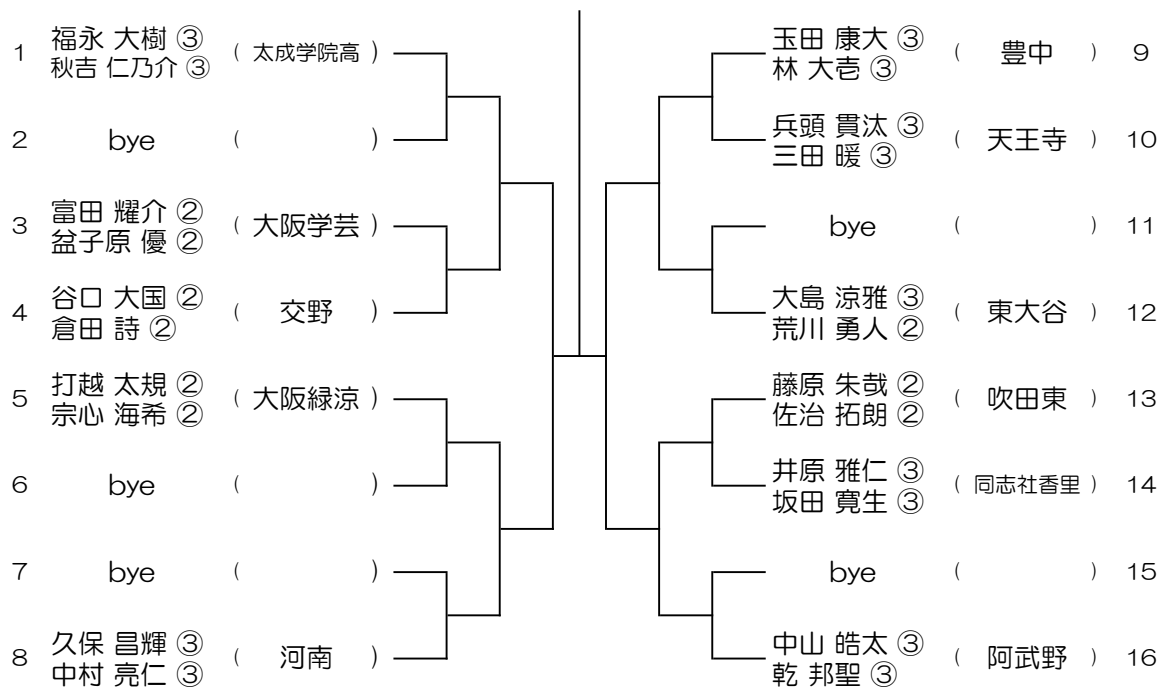 1 福永 大樹 ③ ( 太成学院高 )
秋吉 仁乃介 ③
2 bye ( )
3 富田 耀介 ② ( 大阪学芸 )
盆子原 優 ②
4 谷口 大国 ② ( 交野 )
倉田 詩 ②
5 打越 太規 ② ( 大阪緑涼 )
宗心 海希 ②
6 bye ( )
7 bye ( )
8 久保 昌輝 ③ ( 河南 )
中村 亮仁 ③
玉田 康大 ③ ( 豊中 ) 9
林 大壱 ③
兵頭 貫汰 ③ ( 天王寺 ) 10
三田 暖 ③
bye ( ) 11
大島 涼雅 ③ ( 東大谷 ) 12
荒川 勇人 ②
藤原 朱哉 ② ( 吹田東 ) 13
佐治 拓朗 ②
井原 雅仁 ③ ( 同志社香里 ) 14
坂田 寛生 ③
bye ( ) 15
中山 皓太 ③ ( 阿武野 ) 16
乾 邦聖 ③